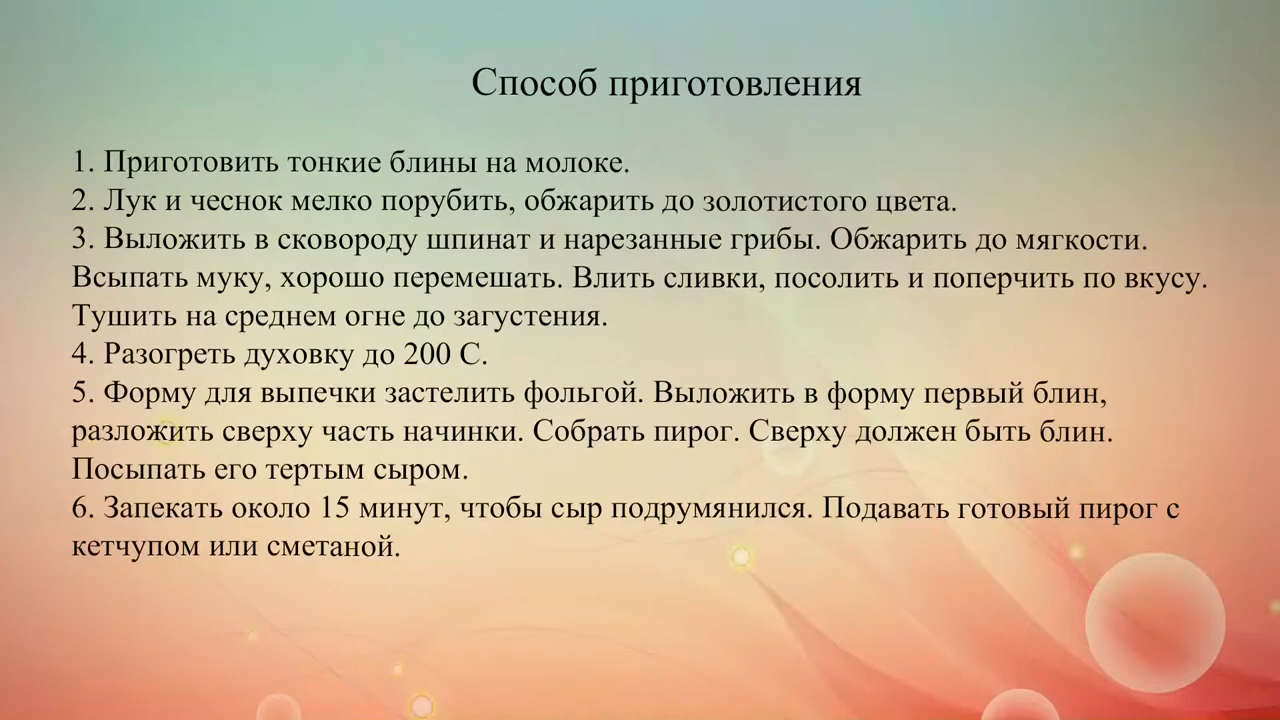 Способ приготовления
1. Приготовить тонкие блины на молоке.
2. Лук и чеснок мелко порубить, обжарить до золотистого цвета.
3. Выложить в сковороду шпинат и нарезанные грибы. Обжарить до мягкости.
Всыпать муку, хорошо перемешать. Влить сливки, посолить и поперчить по вкусу.
Тушить на среднем огне до загустения.
4. Разогреть духовку до 200 С.
5. Форму для выпечки застелить фольгой. Выложить в форму первый блин,
разложить сверху часть начинки. Собрать пирог. Сверху должен быть блин.
Посыпать его тертым сыром.
6. Запекать около 15 минут, чтобы сыр подрумянился. Подавать готовый пирог с
кетчупом или сметаной.